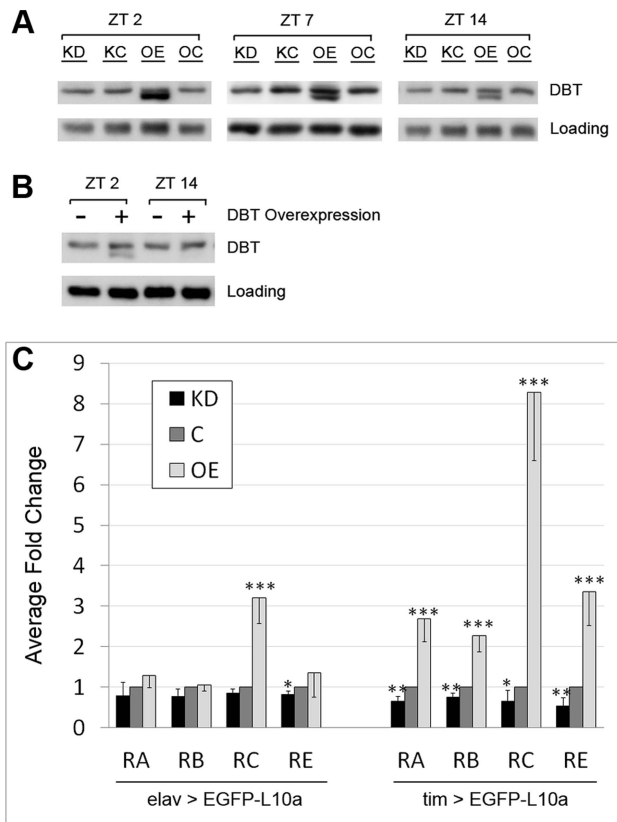 A
ZT 2 ZT 7 ZT 14
KD KC OE OC KD KC OE OC KD KC OE OC
DBT
Loading
B
ZT 2 ZT 14
- + - + DBT Overexpression
DBT
Loading
C
Average Fold Change
9
8
7
6
5
4
3
2
1
0
KD
C
OE
***
*
**
***
**
***
*
***
**
***
RA RB RC RE RA RB RC RE
elav > EGFP-L10a tim > EGFP-L10a